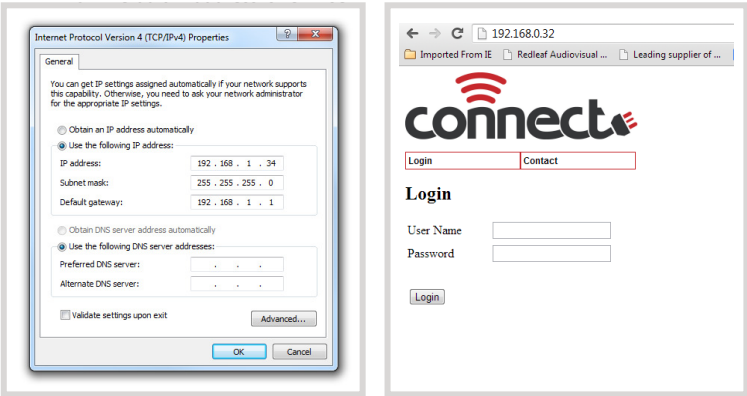 Internet Protocol Version 4 (TCP/IPv4) Properties
General
You can get IP settings assigned automatically if your network supports
this capability. Otherwise, you need to ask your network administrator
for the appropriate IP settings.
Obtain an IP address automatically
Use the following IP address:
IP address: 192 . 168 . 1 . 34
Subnet mask: 255 . 255 . 255 . 0
Default gateway: 192 . 168 . 1 . 1
Obtain DNS server address automatically
Use the following DNS server addresses:
Preferred DNS server: . . .
Alternate DNS server: . . .
Validate settings upon exit
Advanced...
OK Cancel
192.168.0.32
Imported From IE Redleaf Audiovisual ... Leading supplier of ...
connect
Login Contact
Login
User Name
Password
Login